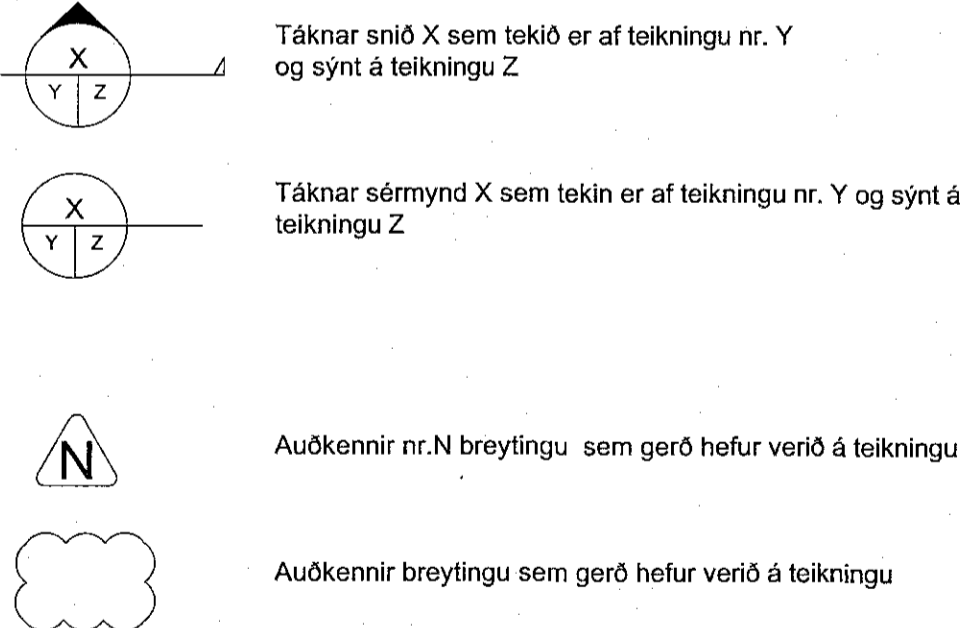 X
Y Z
Táknar snið X sem tekið er af teikningu nr. Y
og sýnt á teikningu Z
X
Y Z
Táknar sérmynd X sem tekin er af teikningu nr. Y og sýnt á
teikningu Z
N
Auðkennir nr.N breytingu sem gerð hefur verið á teikningu
Auðkennir breytingu sem gerð hefur verið á teikningu